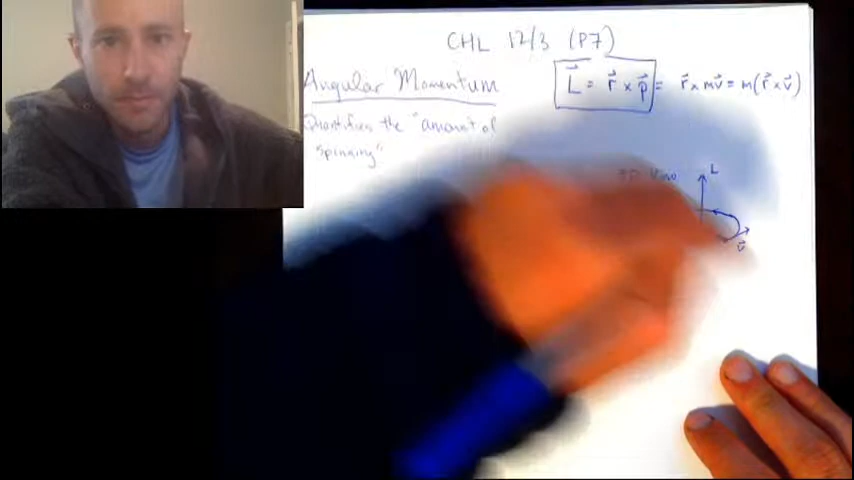 CHL 12/3 (P7)
Angular Momentum
L⃗ = r⃗ × p⃗ = r⃗ × mv⃗ = m(r⃗ × v⃗)
Quantifies the "amount of
spinning"
L
v⃗